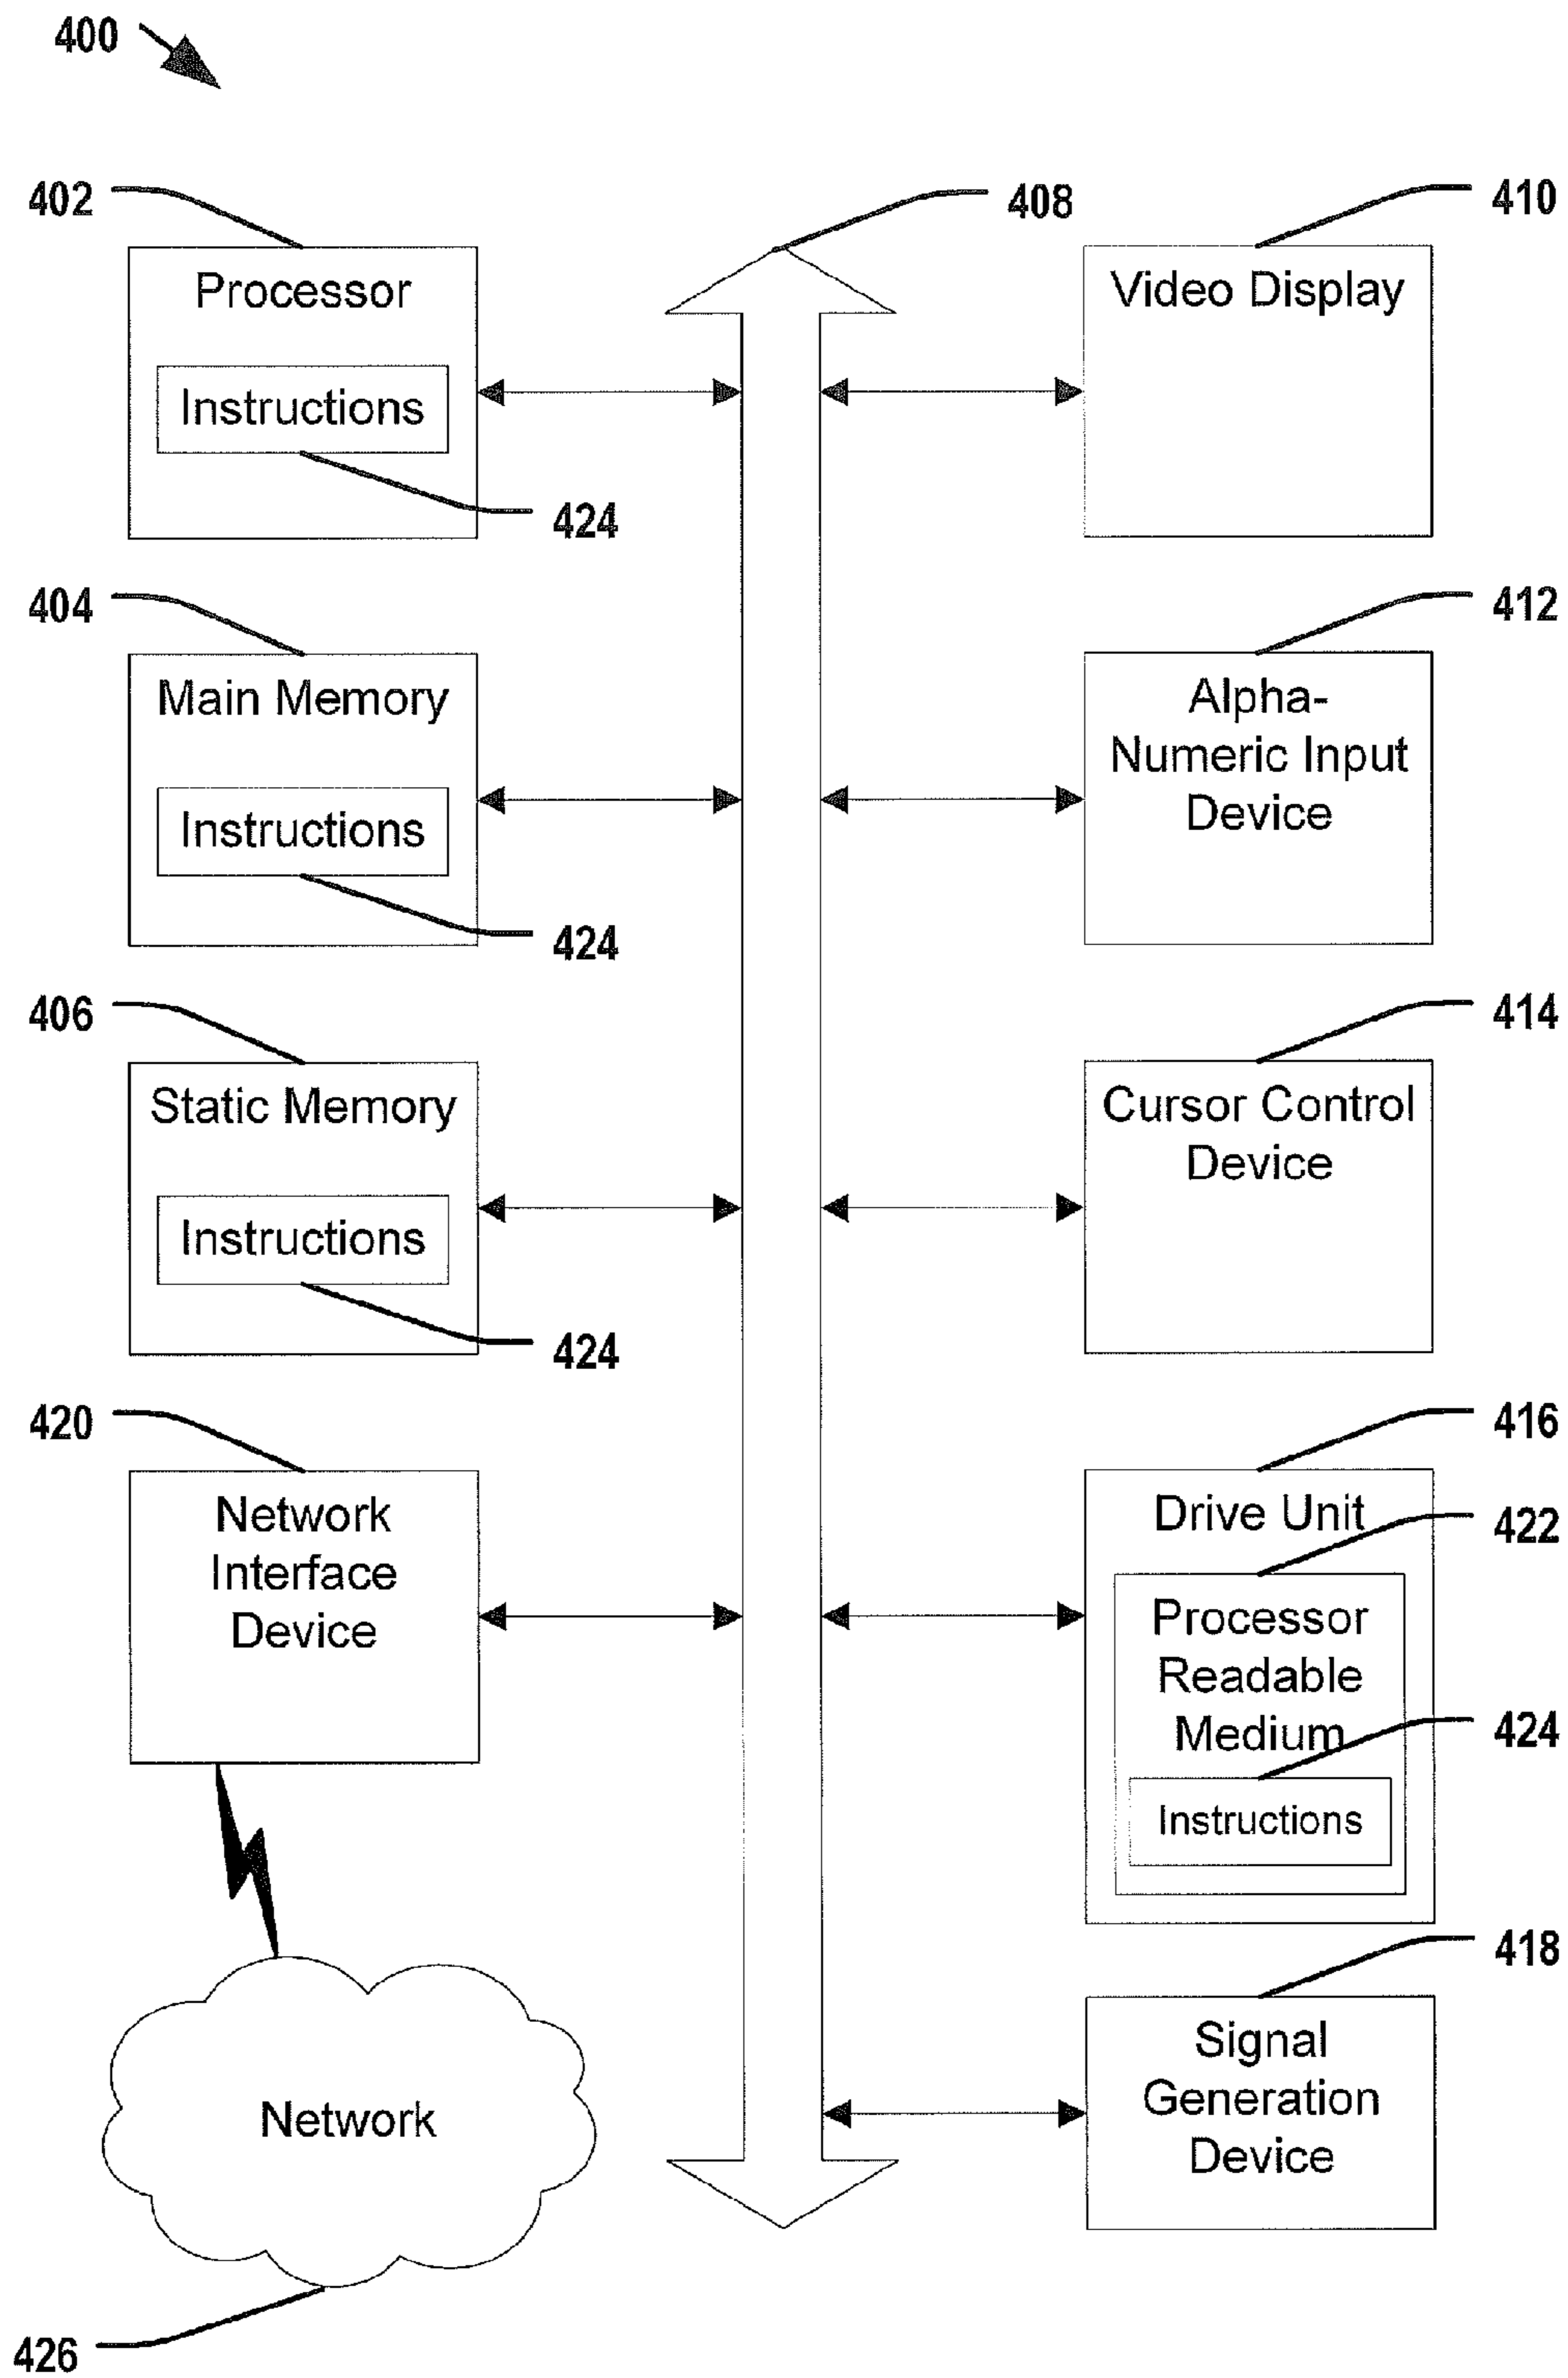 400
402
408
410
Processor
Video Display
Instructions
424
404
412
Main Memory
Alpha-
Numeric Input
Device
Instructions
424
406
414
Static Memory
Cursor Control
Device
Instructions
424
420
416
Network
Interface
Device
Drive Unit
422
Processor
Readable
Medium
424
Instructions
418
Signal
Generation
Device
Network
426